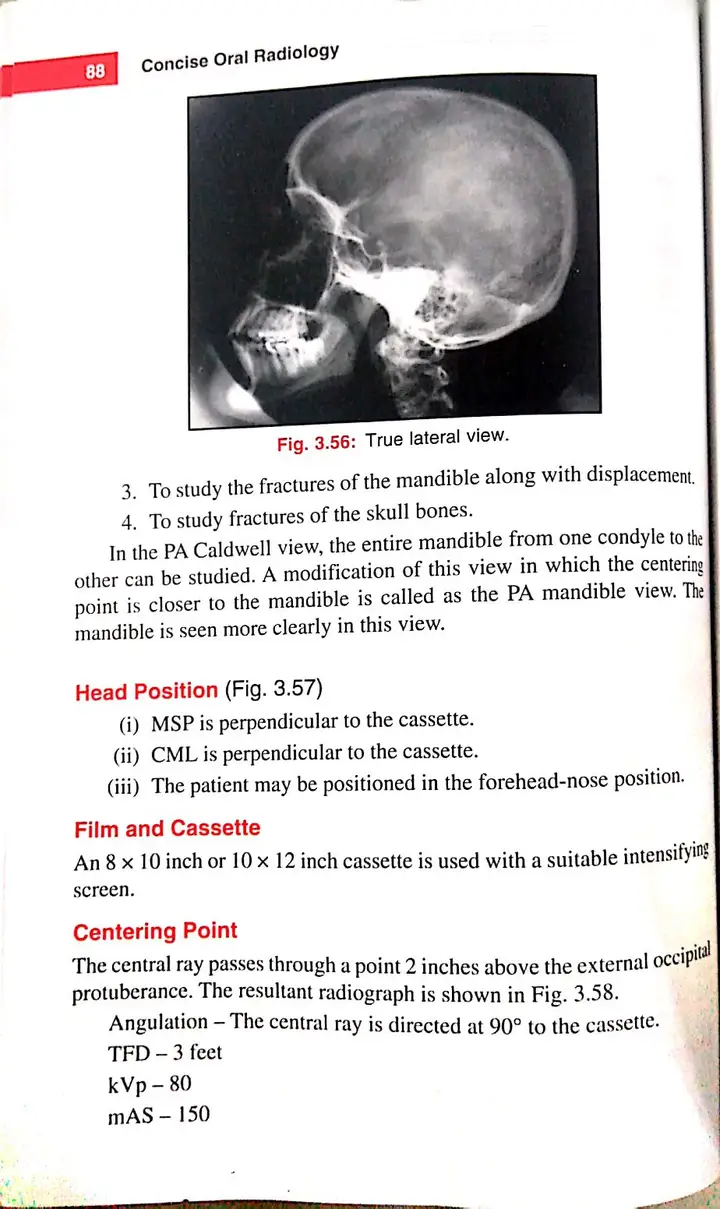 88
Concise Oral Radiology
Fig. 3.56: True lateral view.
3. To study the fractures of the mandible along with displacement.
4. To study fractures of the skull bones.
In the PA Caldwell view, the entire mandible from one condyle to the
other can be studied. A modification of this view in which the centering
point is closer to the mandible is called as the PA mandible view. The
mandible is seen more clearly in this view.
Head Position (Fig. 3.57)
(i) MSP is perpendicular to the cassette.
(ii) CML is perpendicular to the cassette.
(iii) The patient may be positioned in the forehead-nose position.
Film and Cassette
An 8 × 10 inch or 10 × 12 inch cassette is used with a suitable intensifying
screen.
Centering Point
The central ray passes through a point 2 inches above the external occipital
protuberance. The resultant radiograph is shown in Fig. 3.58.
Angulation – The central ray is directed at 90° to the cassette.
TFD – 3 feet
kVp – 80
mAS – 150